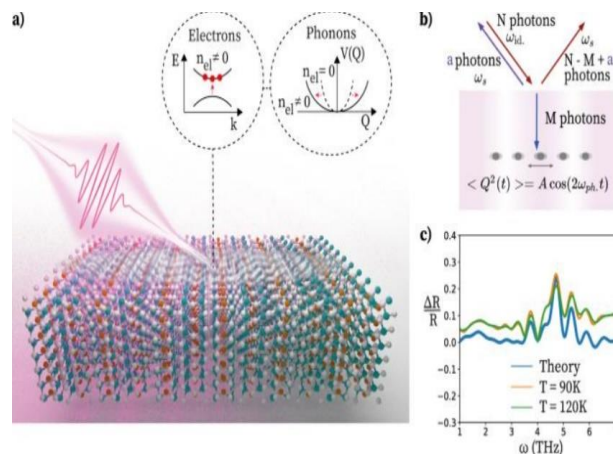 a)
Electrons
n_el ≠ 0
E
k
Phonons
V(Q)
n_el = 0
n_el ≠ 0
Q
b)
N photons
ω_id.
ω_s
a photons
ω_s
N - M + a
photons
M photons
< Q²(t) >= A cos(2ω_ph. t)
c)
ΔR
R
0.4
0.3
0.2
0.1
0.0
-0.1
-0.2
-0.3
Theory
T = 90K
T = 120K
1 2 3 4 5 6
ω (THz)